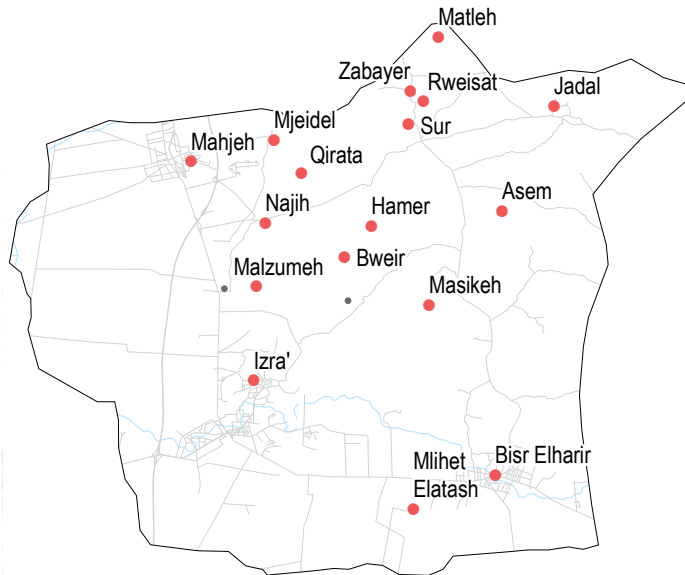 Matleh
Zabayer
Rweisat
Jadal
Sur
Mjeidel
Mahjeh
Qirata
Asem
Najih
Hamer
Bweir
Malzumeh
Masikeh
Izra'
Mlihet
Elatash
Bisr Elharir